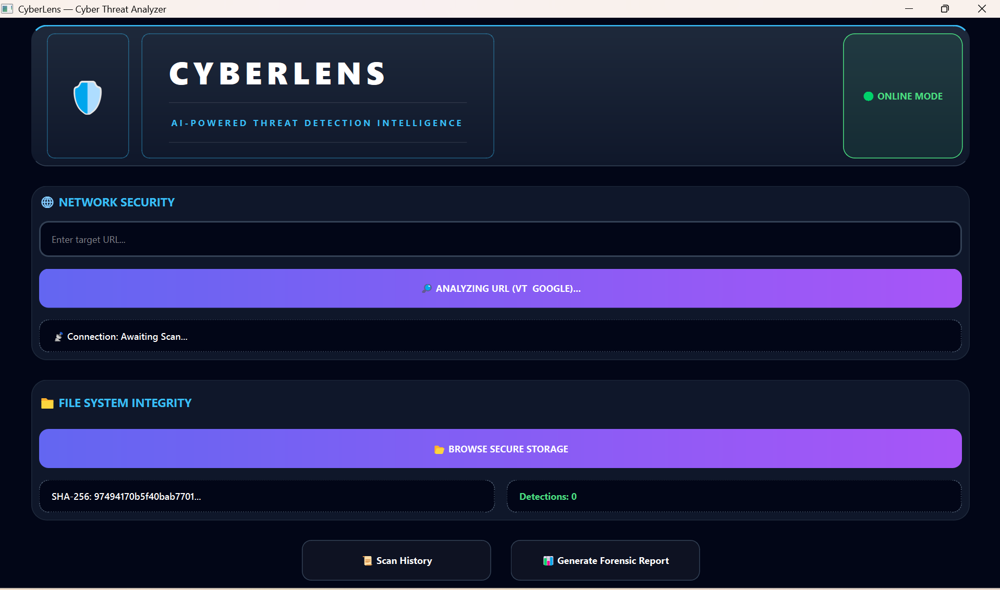 CyberLens — Cyber Threat Analyzer
CYBERLENS
AI-POWERED THREAT DETECTION INTELLIGENCE
ONLINE MODE
NETWORK SECURITY
Enter target URL...
ANALYZING URL (VT  GOOGLE)...
Connection: Awaiting Scan...
FILE SYSTEM INTEGRITY
BROWSE SECURE STORAGE
SHA-256: 97494170b5f40bab7701...
Detections: 0
Scan History
Generate Forensic Report